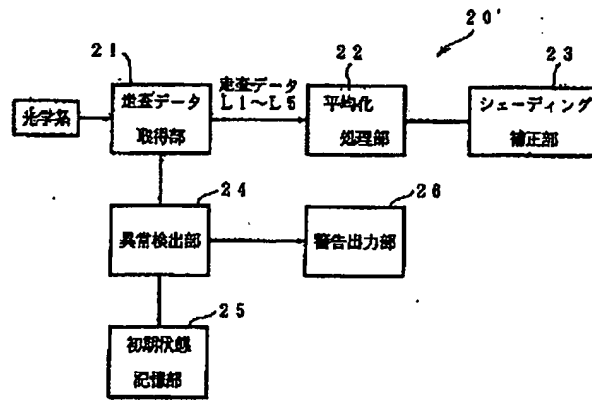 20'
21
22
23
光学系
走査データ
取得部
走査データ
L1~L5
平均化
処理部
シェーディング
補正部
24
26
異常検出部
警告出力部
25
初期状態
記憶部